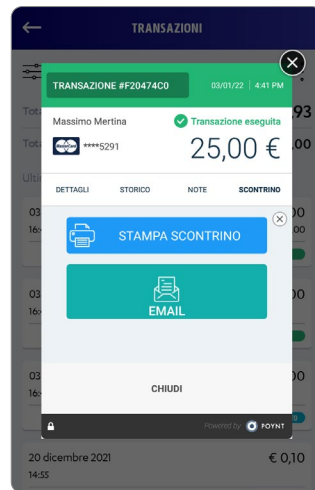 TRANSAZIONI
TRANSAZIONE #F20474C0
03/01/22 | 4:41 PM
Massimo Mertina
Transazione eseguita
MasterCard ****5291
25,00 €
DETTAGLI STORICO NOTE SCONTRINO
STAMPA SCONTRINO
EMAIL
CHIUDI
Powered by POYNT
20 dicembre 2021 € 0,10
14:55